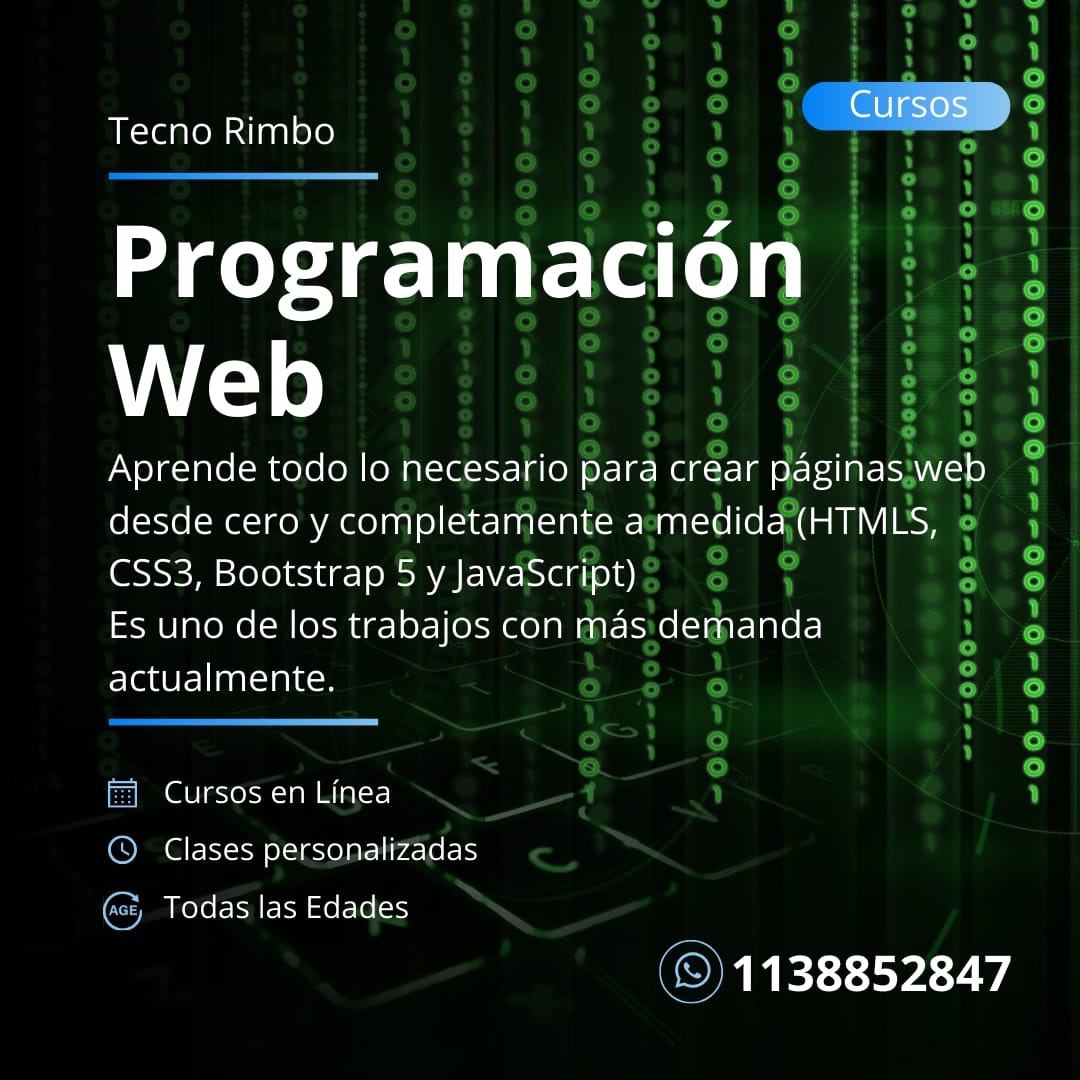 Cursos
Tecno Rimbo
Programación
Web
Aprende todo lo necesario para crear páginas web
desde cero y completamente a medida (HTMLS,
CSS3, Bootstrap 5 y JavaScript)
Es uno de los trabajos con más demanda
actualmente.
Cursos en Línea
Clases personalizadas
AGE
Todas las Edades
1138852847